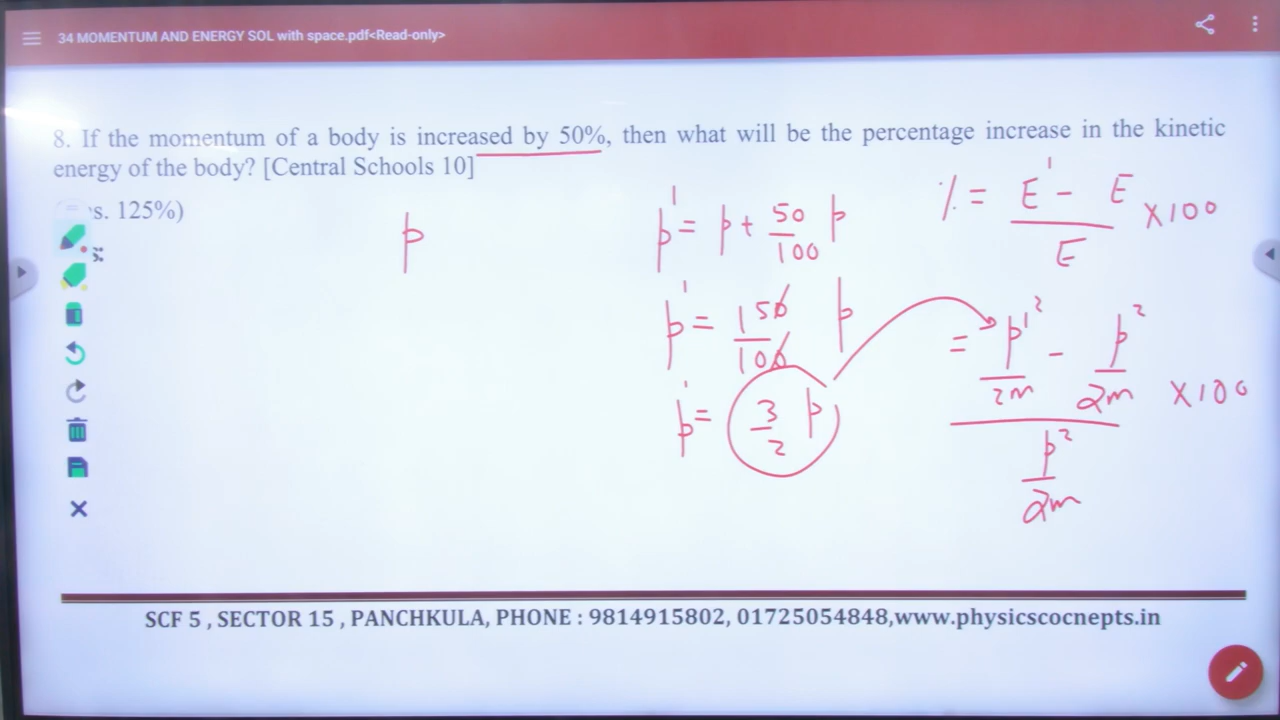 34 MOMENTUM AND ENERGY SOL with space.pdf<Read-only>
8. If the momentum of a body is increased by 50%, then what will be the percentage increase in the kinetic
energy of the body? [Central Schools 10]
s. 125%)
p
p' = p + 50/100 p
p' = 150/100 p
p' = 3/2 p
% = E' - E / E X 100
= p'²/2m - p²/2m X 100
p²/2m
SCF 5 , SECTOR 15 , PANCHKULA, PHONE : 9814915802, 01725054848,www.physicscocnepts.in